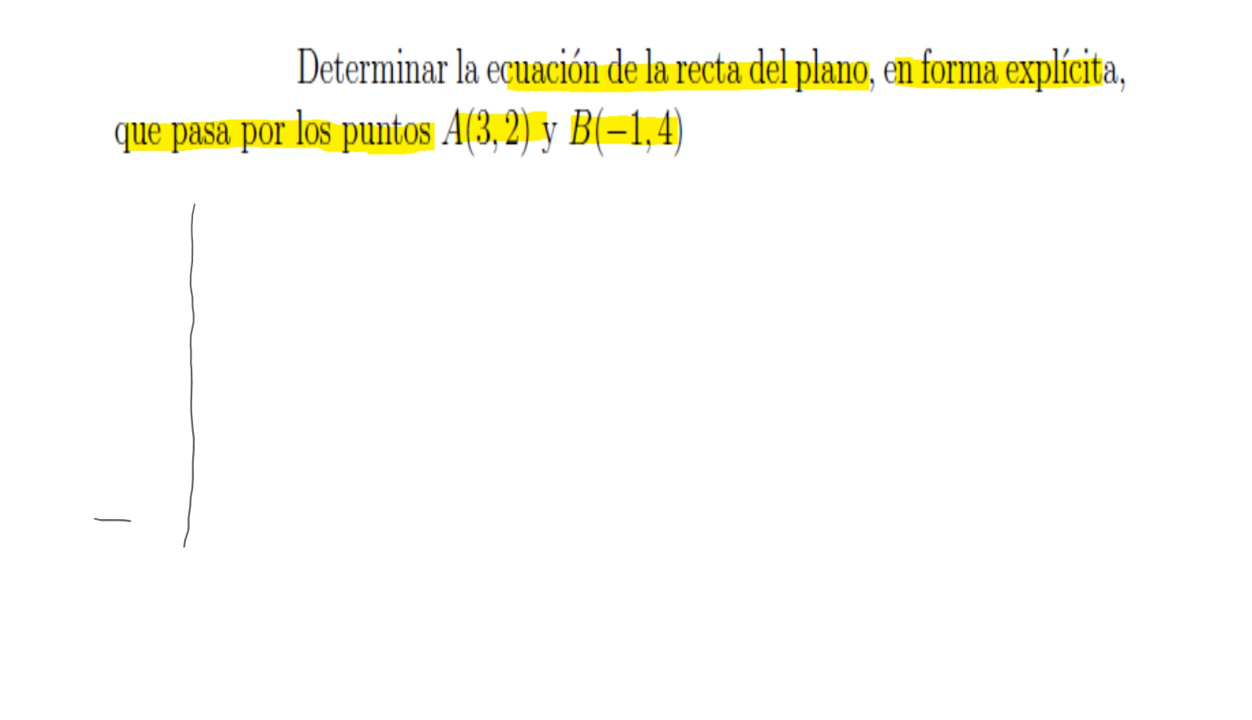 Determinar la ecuación de la recta del plano, en forma explícita,
que pasa por los puntos A(3, 2) y B(−1, 4)